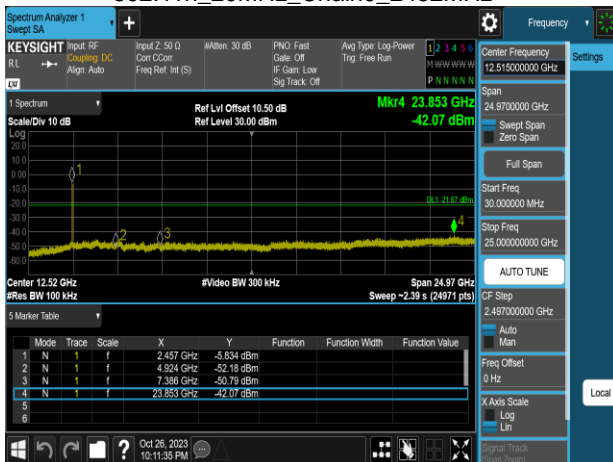 Spectrum Analyzer 1
Swept SA
Frequency
KEYSIGHT
RL
LXI
Input: RF
Coupling: DC
Align: Auto
Input Z: 50 Ω
Corr CCorr
Freq Ref: Int (S)
#Atten: 30 dB
PNO: Fast
Gate: Off
IF Gain: Low
Sig Track: Off
Avg Type: Log-Power
Trig: Free Run
1 2 3 4 5 6
M W W W W W
P N N N N N
1 Spectrum
Scale/Div 10 dB
Ref Lvl Offset 10.50 dB
Ref Level 30.00 dBm
Mkr4 23.853 GHz
-42.07 dBm
Log
20.0
10.0
0.00
-10.0
-20.0
-30.0
-40.0
-50.0
-60.0
1
2
3
4
DL1 -21.67 dBm
Center 12.52 GHz
#Res BW 100 kHz
#Video BW 300 kHz
Span 24.97 GHz
Sweep ~2.39 s (24971 pts)
5 Marker Table
Mode Trace Scale X Y Function Function Width Function Value
1 N 1 f 2.457 GHz -5.834 dBm
2 N 1 f 4.924 GHz -52.18 dBm
3 N 1 f 7.386 GHz -50.79 dBm
4 N 1 f 23.853 GHz -42.07 dBm
5
6
Oct 26, 2023
10:11:35 PM
Center Frequency
12.515000000 GHz
Settings
Span
24.9700000 GHz
Swept Span
Zero Span
Full Span
Start Freq
30.000000 MHz
Stop Freq
25.000000000 GHz
AUTO TUNE
CF Step
2.497000000 GHz
Auto
Man
Freq Offset
0 Hz
X Axis Scale
Log
Lin
Local
Signal Track
(Span Zoom)